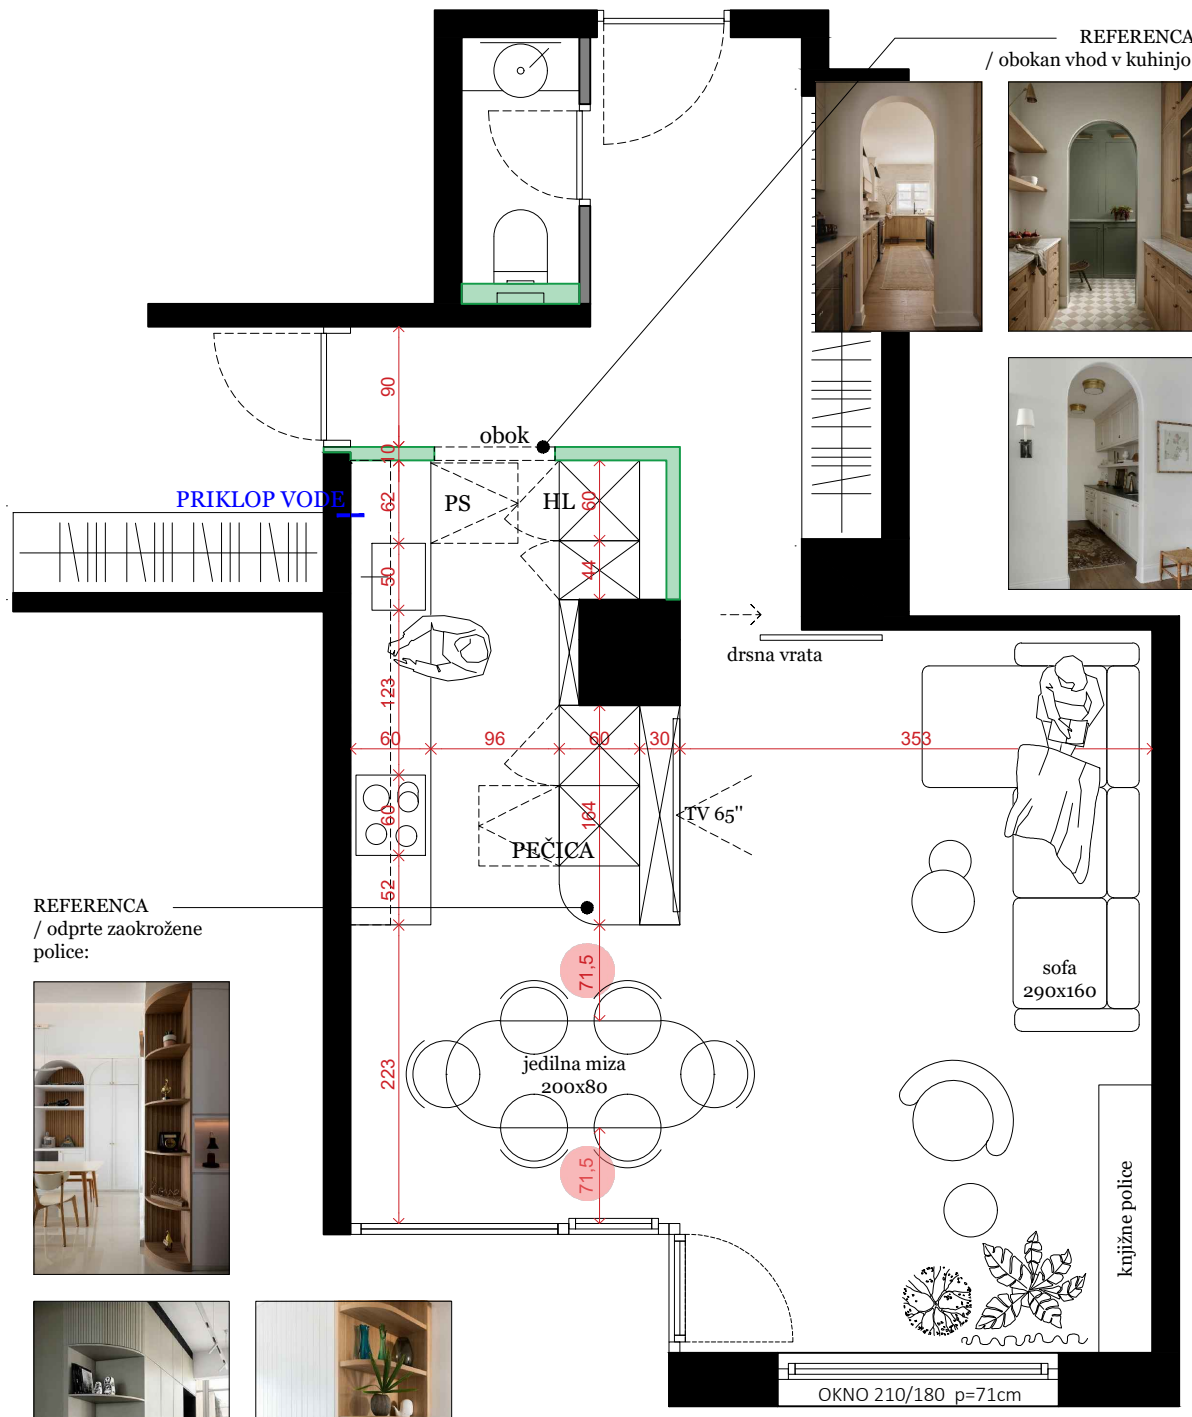 REFERENCA
/ obokan vhod v kuhinjo
90
obok
10
PRIKLOP VODE
62
PS
HL
60
50
44
drsna vrata
123
60
96
60
30
353
60
164
TV 65"
PEČICA
52
REFERENCA
/ odprte zaokrožene
police:
71,5
sofa
290x160
223
jedilna miza
200x80
71,5
knjižne police
OKNO 210/180 p=71cm